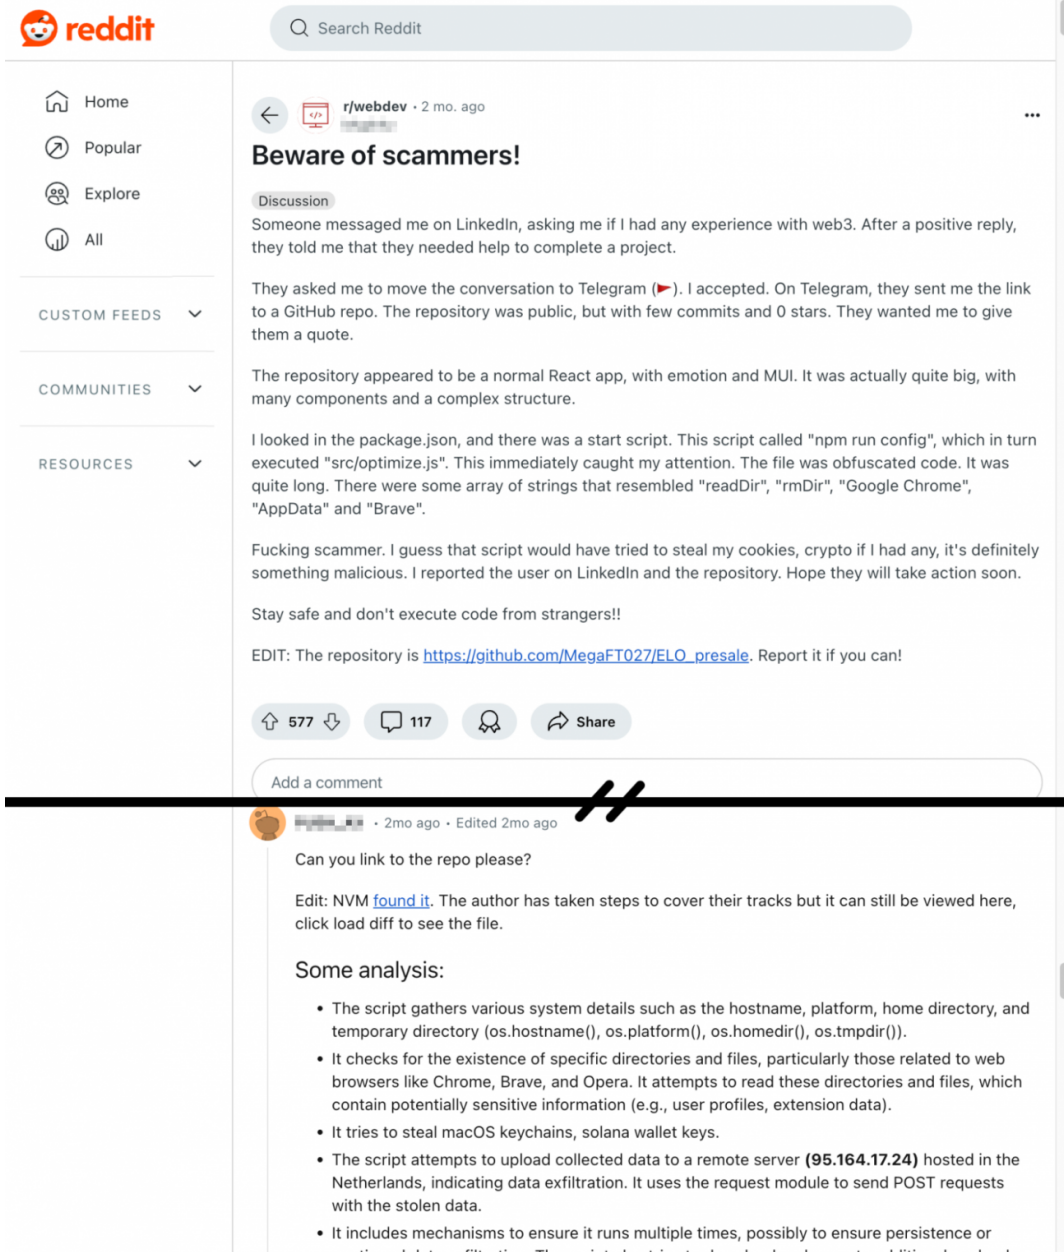 reddit
Search Reddit
Home
Popular
Explore
All
CUSTOM FEEDS
COMMUNITIES
RESOURCES
r/webdev • 2 mo. ago
Beware of scammers!
Discussion
Someone messaged me on LinkedIn, asking me if I had any experience with web3. After a positive reply,
they told me that they needed help to complete a project.
They asked me to move the conversation to Telegram (🚩). I accepted. On Telegram, they sent me the link
to a GitHub repo. The repository was public, but with few commits and 0 stars. They wanted me to give
them a quote.
The repository appeared to be a normal React app, with emotion and MUI. It was actually quite big, with
many components and a complex structure.
I looked in the package.json, and there was a start script. This script called "npm run config", which in turn
executed "src/optimize.js". This immediately caught my attention. The file was obfuscated code. It was
quite long. There were some array of strings that resembled "readDir", "rmDir", "Google Chrome",
"AppData" and "Brave".
Fucking scammer. I guess that script would have tried to steal my cookies, crypto if I had any, it's definitely
something malicious. I reported the user on LinkedIn and the repository. Hope they will take action soon.
Stay safe and don't execute code from strangers!!
EDIT: The repository is https://github.com/MegaFT027/ELO_presale. Report it if you can!
577
117
Share
Add a comment
• 2mo ago • Edited 2mo ago
Can you link to the repo please?
Edit: NVM found it. The author has taken steps to cover their tracks but it can still be viewed here,
click load diff to see the file.
Some analysis:
• The script gathers various system details such as the hostname, platform, home directory, and
temporary directory (os.hostname(), os.platform(), os.homedir(), os.tmpdir()).
• It checks for the existence of specific directories and files, particularly those related to web
browsers like Chrome, Brave, and Opera. It attempts to read these directories and files, which
contain potentially sensitive information (e.g., user profiles, extension data).
• It tries to steal macOS keychains, solana wallet keys.
• The script attempts to upload collected data to a remote server (95.164.17.24) hosted in the
Netherlands, indicating data exfiltration. It uses the request module to send POST requests
with the stolen data.
• It includes mechanisms to ensure it runs multiple times, possibly to ensure persistence or